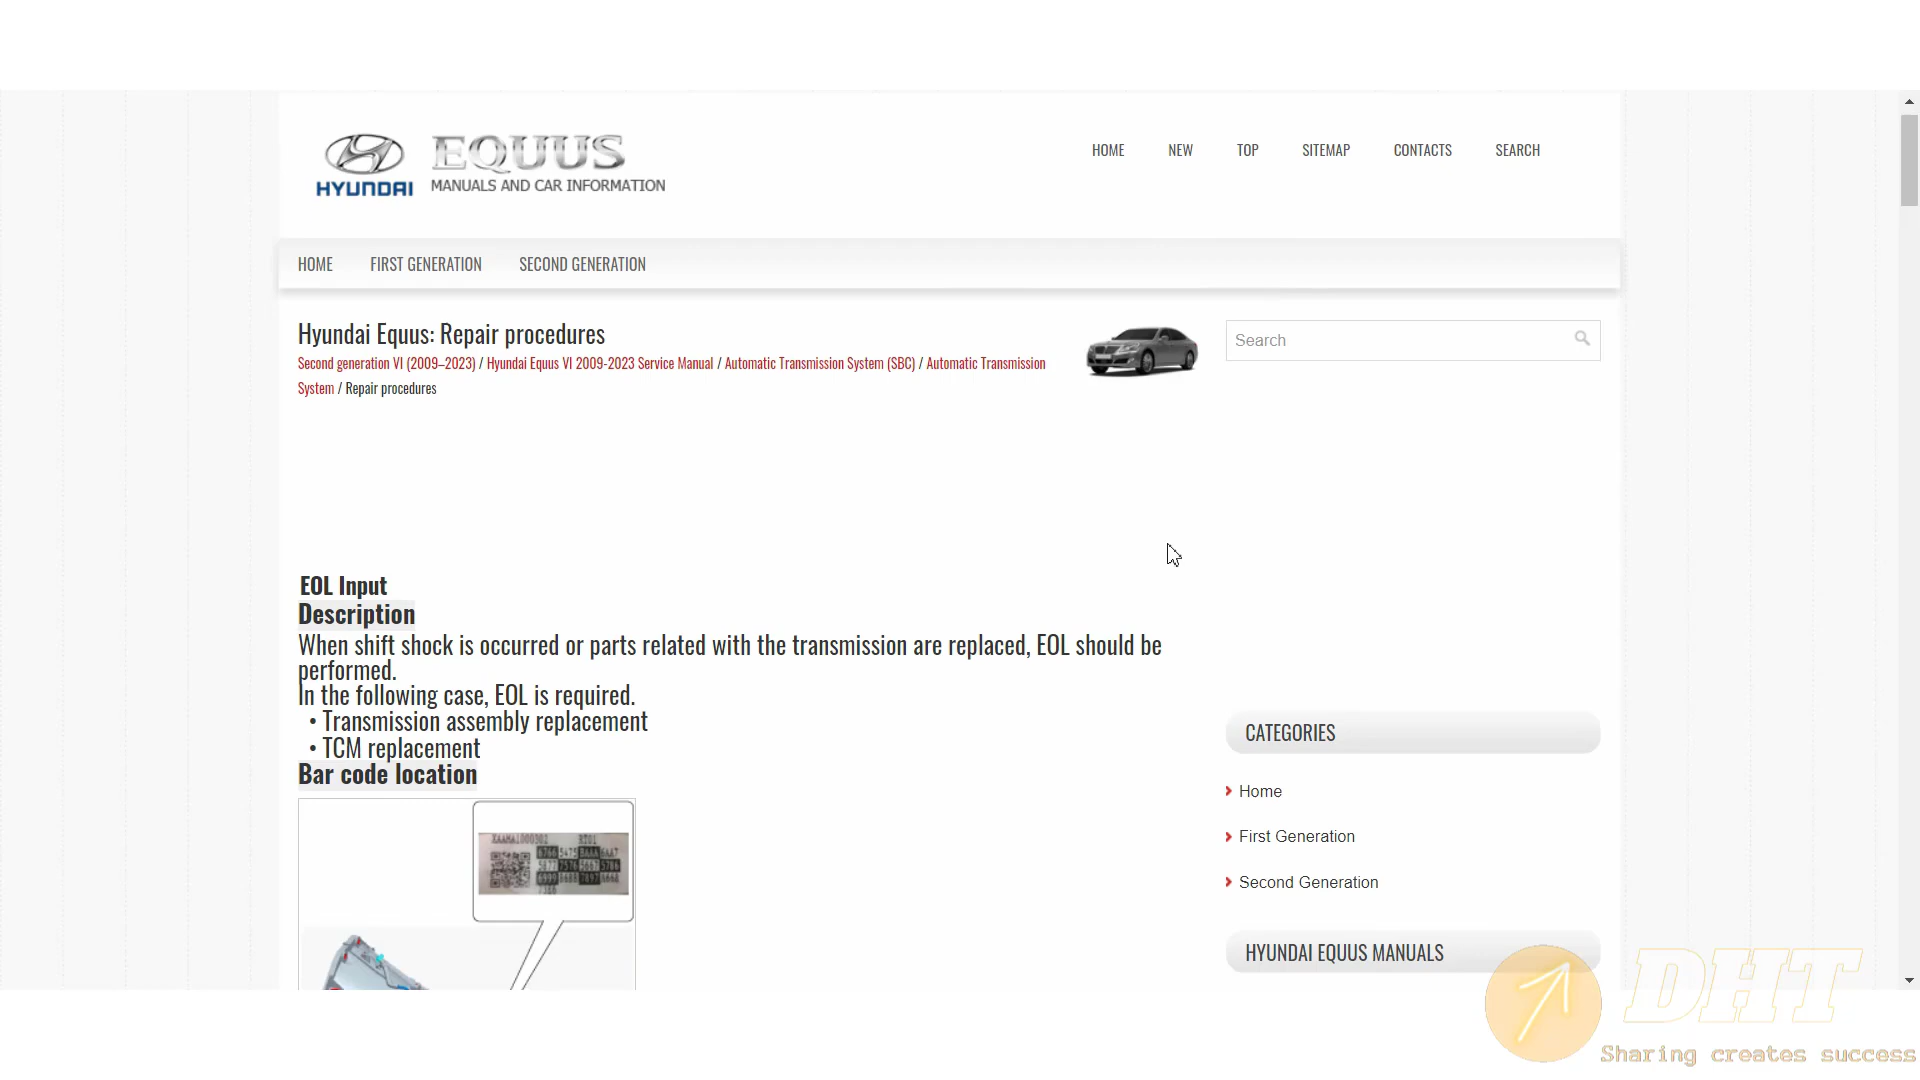 HYUNDAI
EQUUS
MANUALS AND CAR INFORMATION
HOME NEW TOP SITEMAP CONTACTS SEARCH
HOME FIRST GENERATION SECOND GENERATION
Hyundai Equus: Repair procedures
Second generation VI (2009–2023) / Hyundai Equus VI 2009-2023 Service Manual / Automatic Transmission System (SBC) / Automatic Transmission
System / Repair procedures
Search
EOL Input
Description
When shift shock is occurred or parts related with the transmission are replaced, EOL should be
performed.
In the following case, EOL is required.
• Transmission assembly replacement
• TCM replacement
Bar code location
CATEGORIES
Home
First Generation
Second Generation
HYUNDAI EQUUS MANUALS
DHT
Sharing creates success